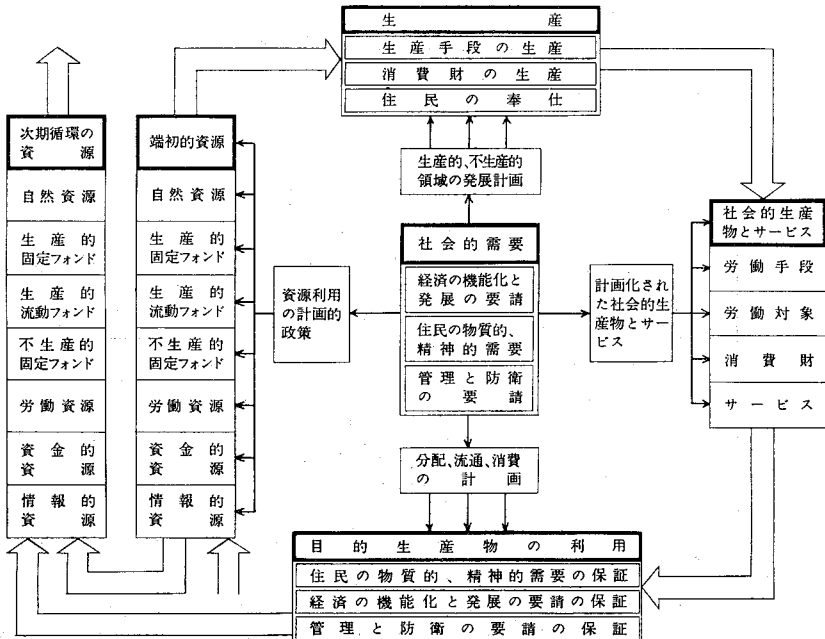 生産
生産手段の生産
消費財の生産
住民の奉仕
次期循環の
資源
自然資源
生産的
固定フォンド
生産的
流動フォンド
不生産的
固定フォンド
労働資源
資金的
資源
情報的
資源
端初的資源
自然資源
生産的
固定フォンド
生産的
流動フォンド
不生産的
固定フォンド
労働資源
資金的
資源
情報的
資源
資源利用
の計画的
政策
生産的、不生産的
領域の発展計画
社会的需要
経済の機能化と
発展の要請
住民の物質的、
精神的需要
管理と防衛
の要請
分配、流通、消費
の計画
計画化され
た社会的生
産物とサー
ビス
社会的生産
物とサービス
労働手段
労働対象
消費財
サービス
目的生産物の利用
住民の物質的、精神的需要の保証
経済の機能化と発展の要請の保証
管理と防衛の要請の保証